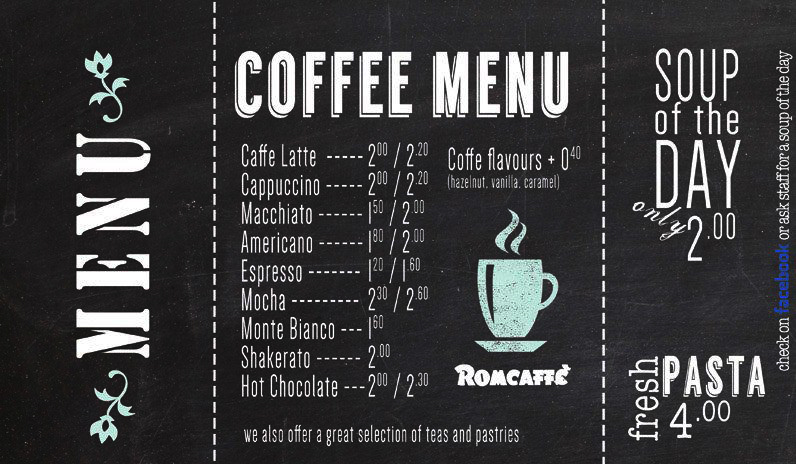 MENU
COFFEE MENU
Caffe Latte ----- 2.00 / 2.20
Cappuccino ----- 2.00 / 2.20
Macchiato ------ 1.50 / 2.00
Americano ------ 1.80 / 2.00
Espresso -------- 1.20 / 1.60
Mocha ---------- 2.30 / 2.60
Monte Bianco --- 1.60
Shakerato ------ 2.00
Hot Chocolate --- 2.00 / 2.30
we also offer a great selection of teas and pastries
Coffe flavours + 0.40
(hazelnut, vanilla, caramel)
ROMCAFFÈ
SOUP
of the
DAY
only
2.00
fresh
PASTA
4.00
check on facebook or ask staff for a soup of the day